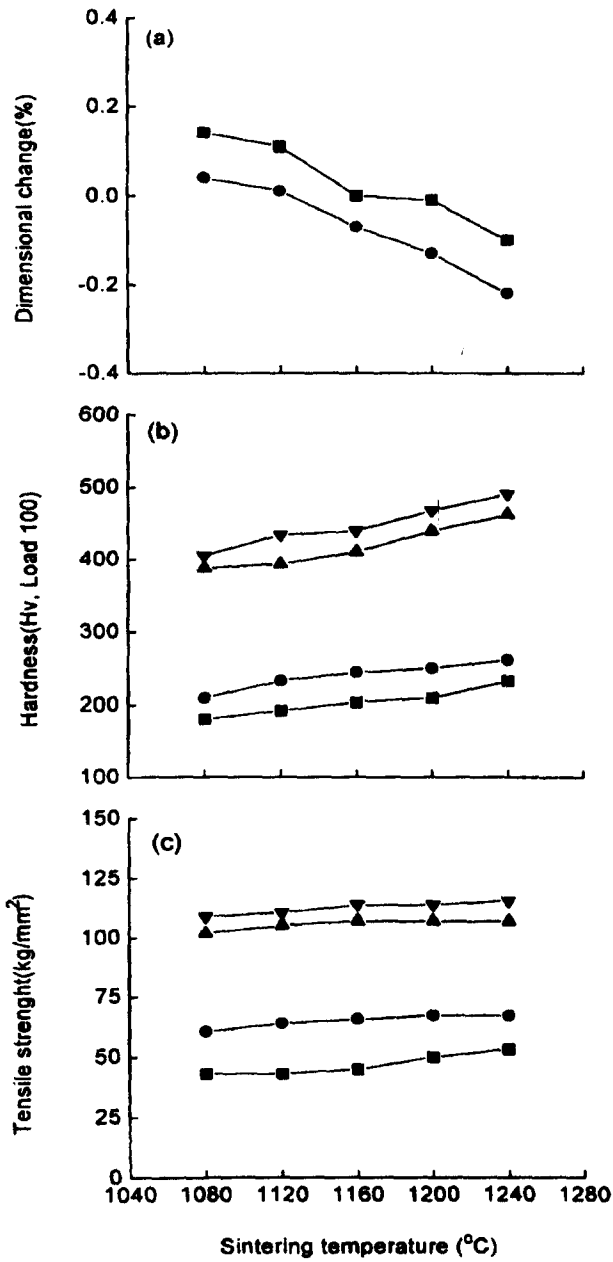 (a)
Dimensional change(%)
0.4
0.2
0.0
-0.2
-0.4
(b)
Hardness(Hv, Load 100)
600
500
400
300
200
100
(c)
Tensile strenght(kg/mm²)
150
125
100
75
50
25
0
1040 1080 1120 1160 1200 1240 1280
Sintering temperature (°C)